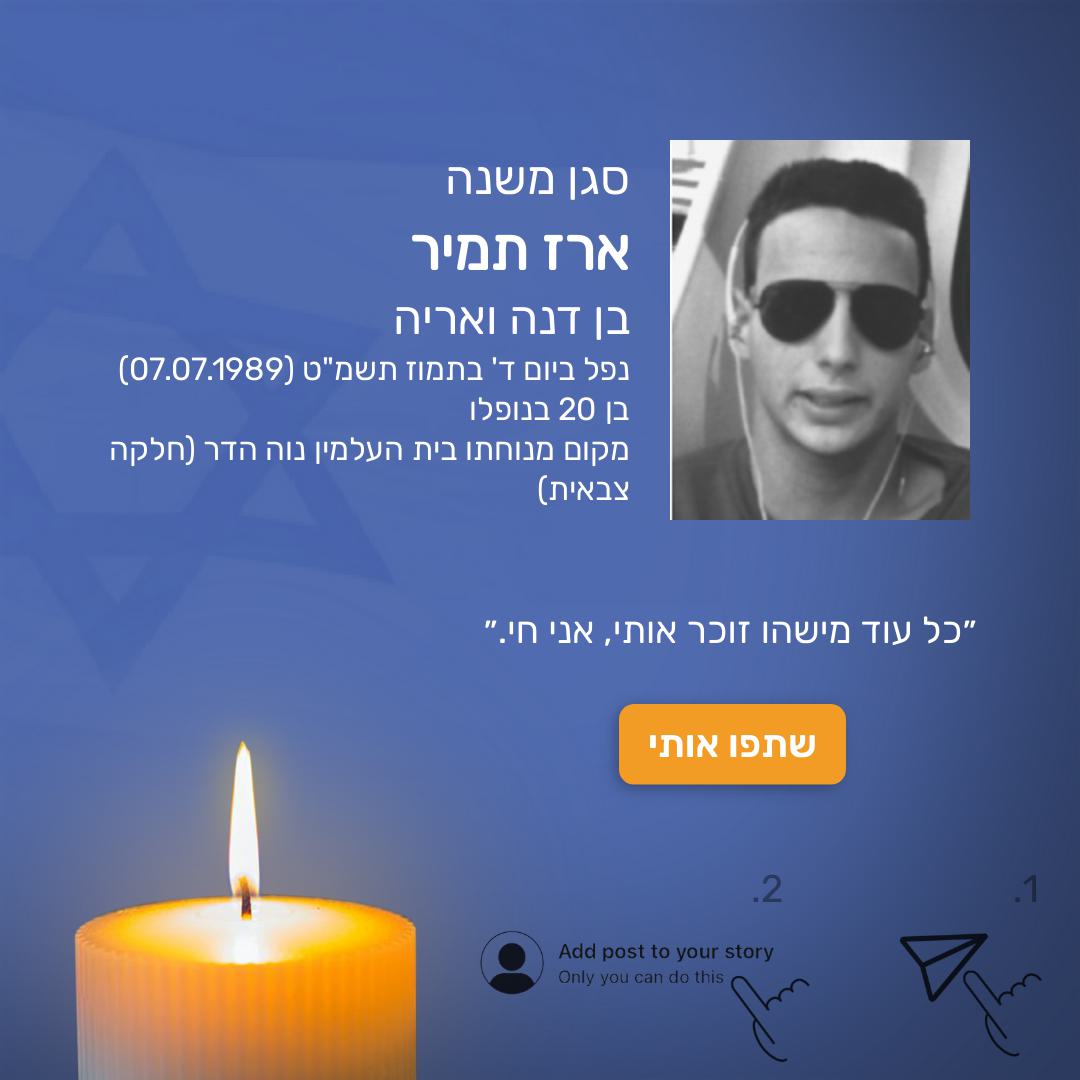 סגן משנה
ארז תמיר
בן דנה ואריה
נפל ביום ד' בתמוז תשמ"ט (07.07.1989)
בן 20 בנופלו
מקום מנוחתו בית העלמין נוה הדר (חלקה
צבאית)
״כל עוד מישהו זוכר אותי, אני חי.״
שתפו אותי
.1
.2
Add post to your story
Only you can do this